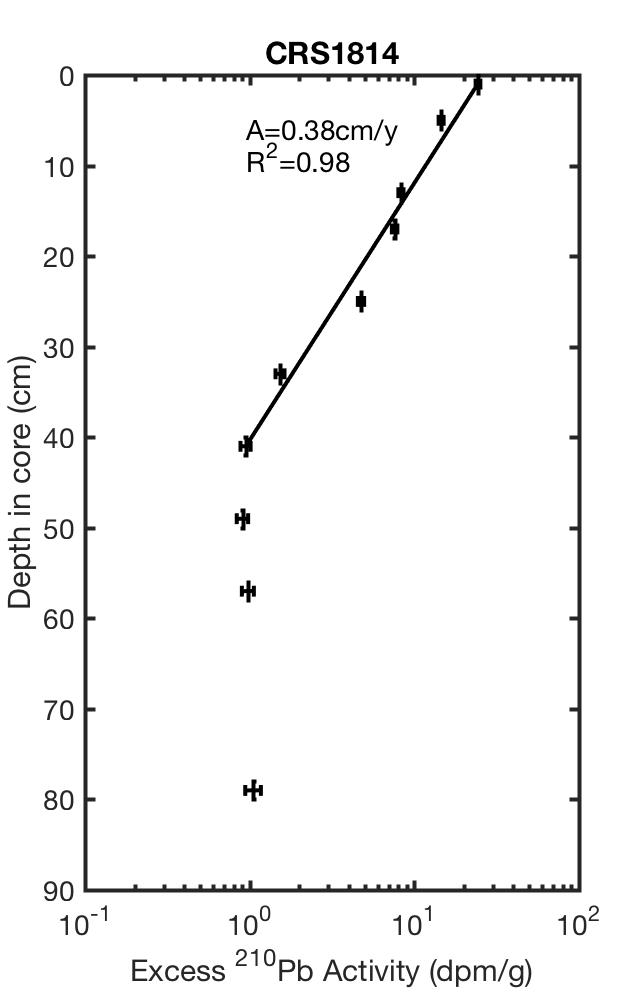 CRS1814
A=0.38cm/y
R²=0.98
Depth in core (cm)
0
10
20
30
40
50
60
70
80
90
10⁻¹ 10⁰ 10¹ 10²
Excess ²¹⁰Pb Activity (dpm/g)